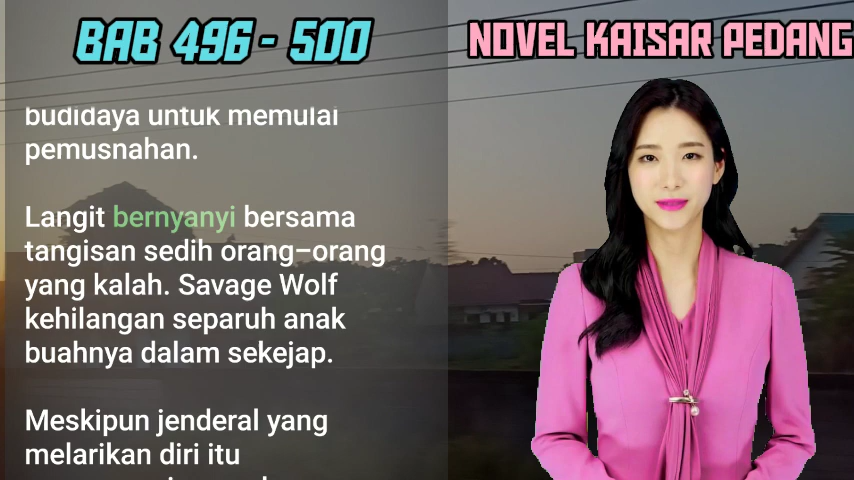 BAB 496 - 500
NOVEL KAISAR PEDANG
budidaya untuk memulai
pemusnahan.
Langit bernyanyi bersama
tangisan sedih orang–orang
yang kalah. Savage Wolf
kehilangan separuh anak
buahnya dalam sekejap.
Meskipun jenderal yang
melarikan diri itu